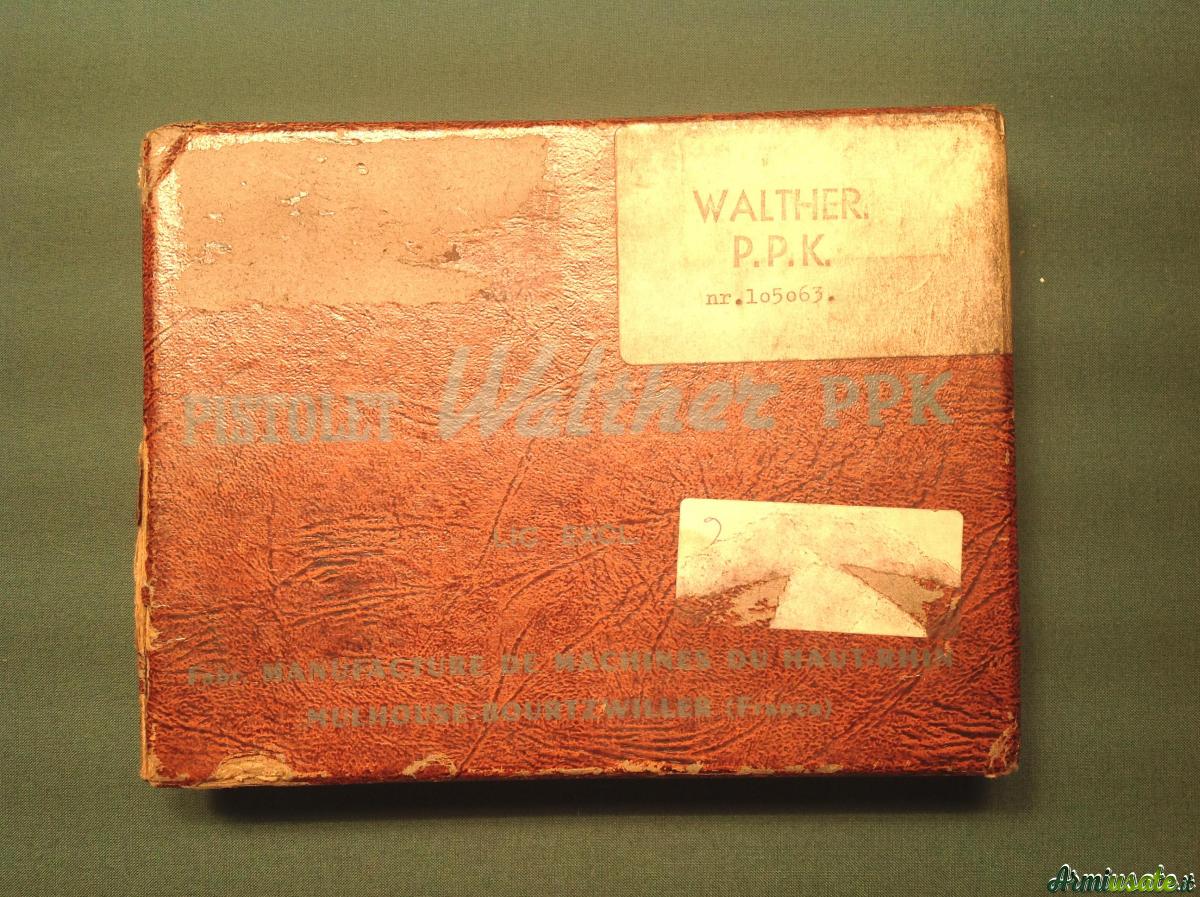 WALTHER.
P.P.K.
nr.105063.
PISTOLET Walther PPK
LIC. EXCL.
2
Fabr. MANUFACTURE DE MACHINES DU HAUT-RHIN
MULHOUSE-BOURTZWILLER (France)
Armiusate.it